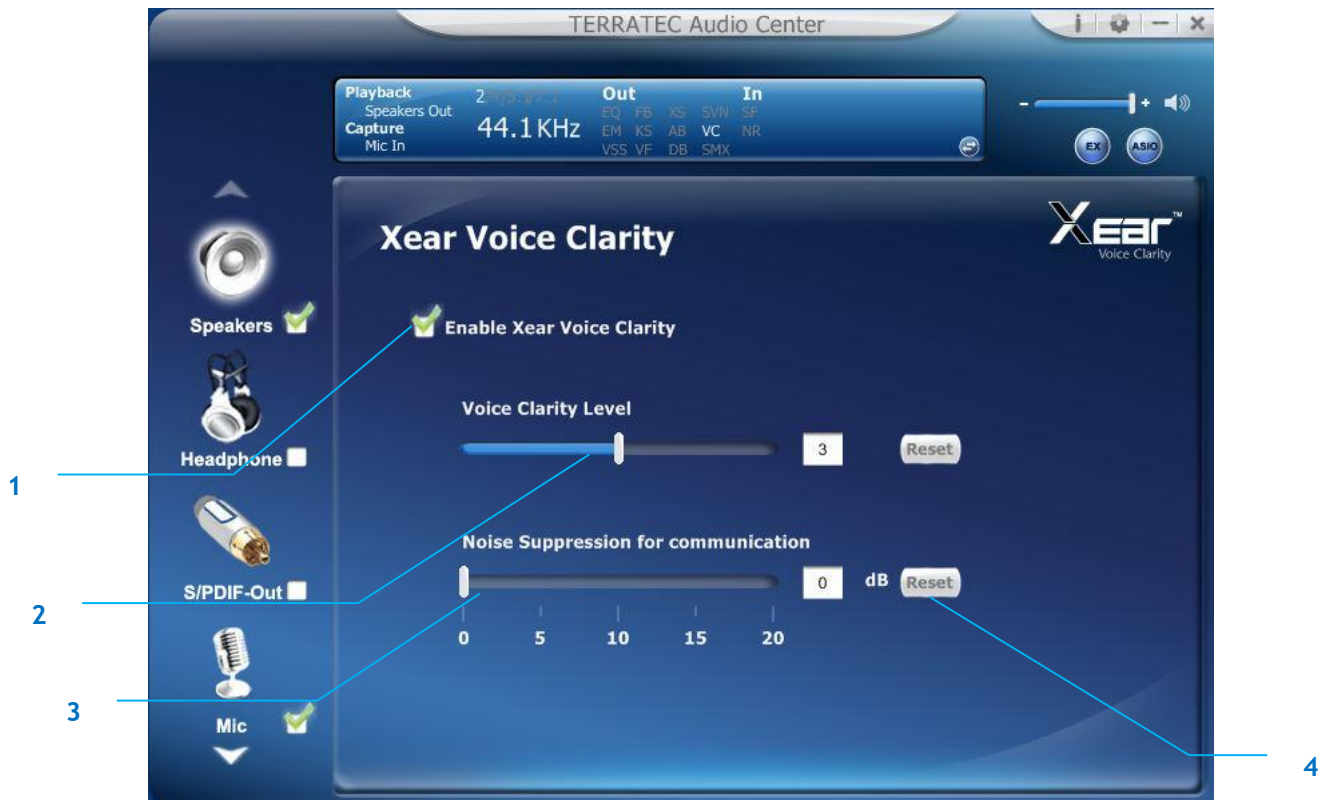 TERRATEC Audio Center
i
Playback
Speakers Out
Capture
Mic In
2
44.1KHz
Out In
EQ FB XS SVN SF
EM KS AB VC NR
VSS VF DB SMX
- +
EX ASIO
Xear Voice Clarity
Xear™
Voice Clarity
Speakers
Enable Xear Voice Clarity
Headphone
Voice Clarity Level
3 Reset
S/PDIF-Out
Noise Suppression for communication
0 dB Reset
0 5 10 15 20
Mic
1
2
3
4